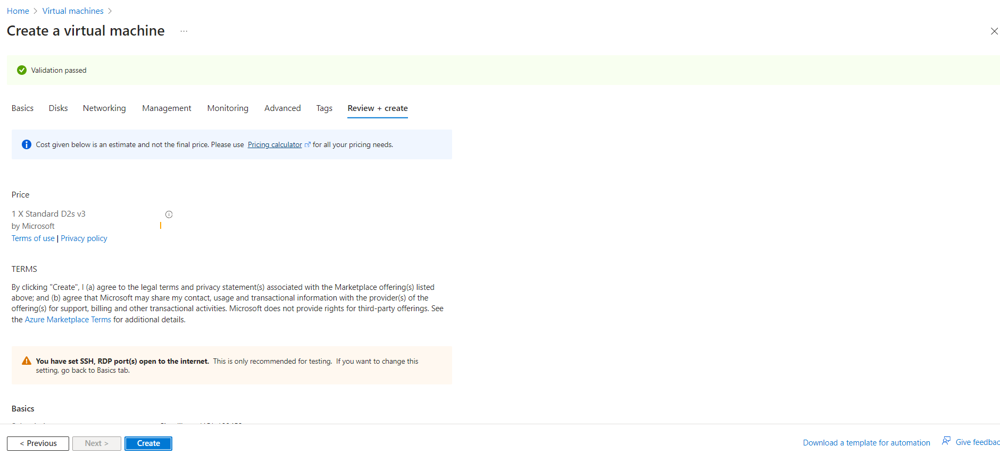 Home > Virtual machines >
Create a virtual machine ...
Validation passed
Basics Disks Networking Management Monitoring Advanced Tags Review + create
Cost given below is an estimate and not the final price. Please use Pricing calculator for all your pricing needs.
Price
1 X Standard D2s v3
by Microsoft
Terms of use | Privacy policy
TERMS
By clicking "Create", I (a) agree to the legal terms and privacy statement(s) associated with the Marketplace offering(s) listed
above; and (b) agree that Microsoft may share my contact, usage and transactional information with the provider(s) of the
offering(s) for support, billing and other transactional activities. Microsoft does not provide rights for third-party offerings. See
the Azure Marketplace Terms for additional details.
You have set SSH, RDP port(s) open to the internet. This is only recommended for testing. If you want to change this
setting, go back to Basics tab.
Basics
< Previous Next > Create Download a template for automation Give feedbac